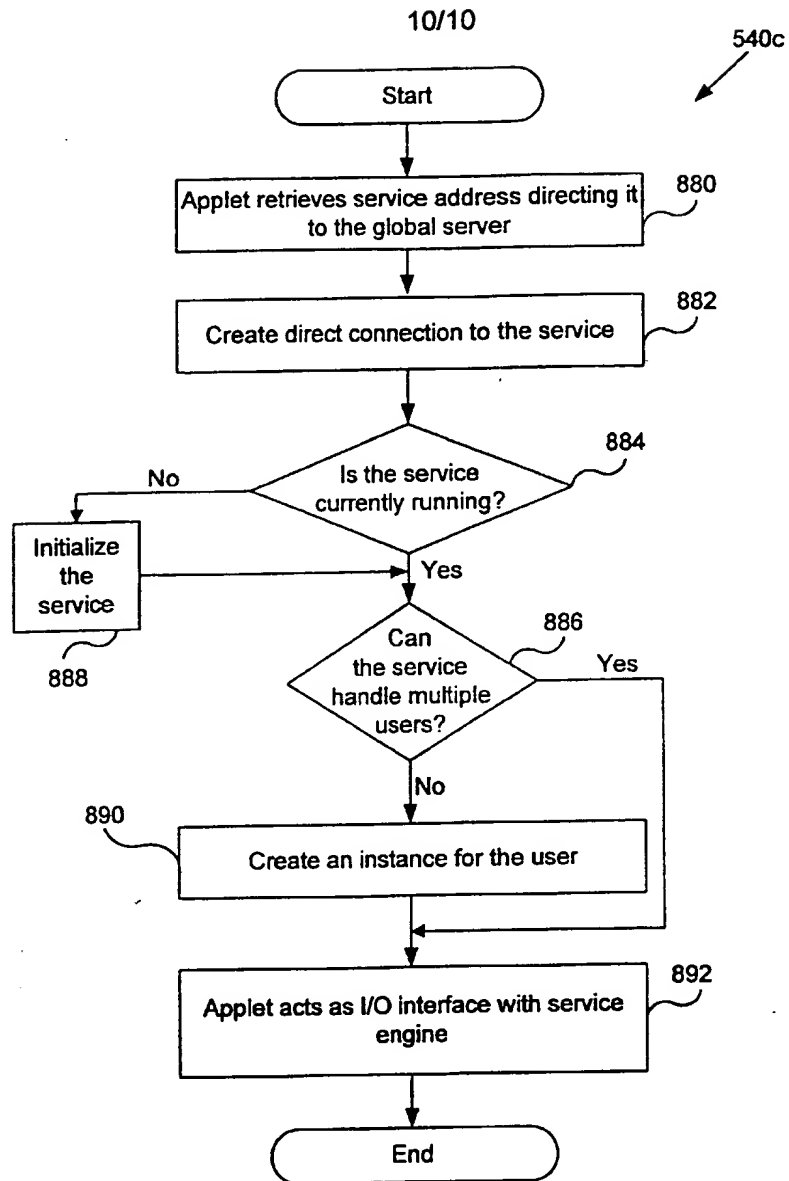 10/10
540c
Start
Applet retrieves service address directing it
to the global server
880
Create direct connection to the service
882
Is the service
currently running?
884
No
Initialize
the
service
888
Yes
Can
the service
handle multiple
users?
886
Yes
No
890
Create an instance for the user
Applet acts as I/O interface with service
engine
892
End